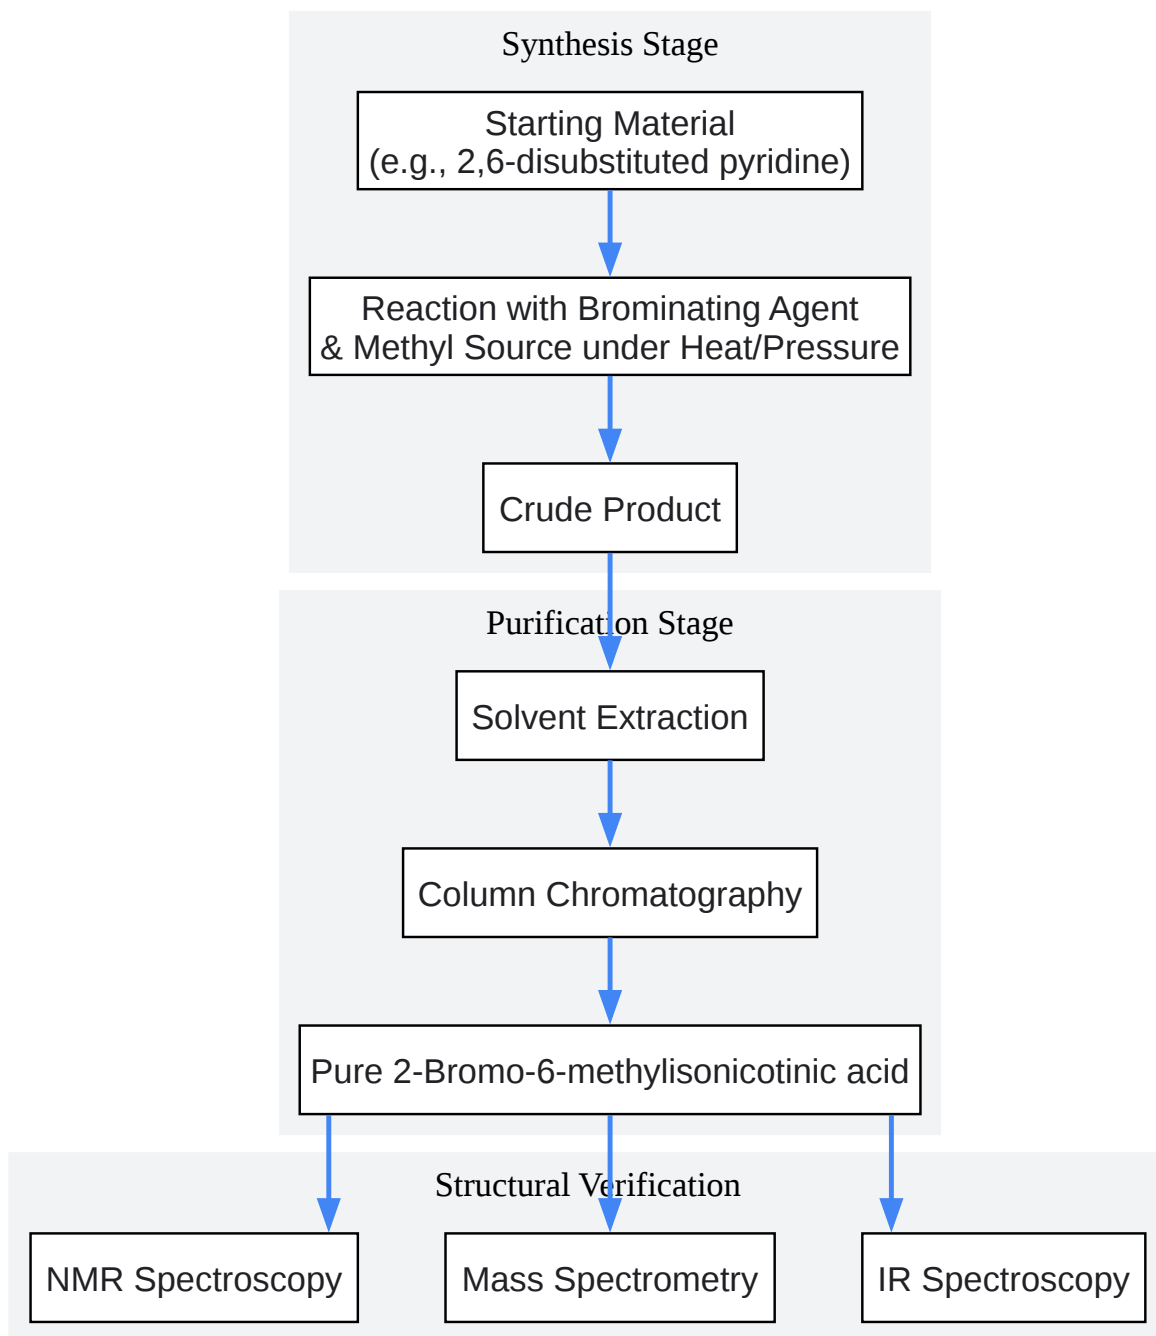 Synthesis Stage
Starting Material
(e.g., 2,6-disubstituted pyridine)
Reaction with Brominating Agent
& Methyl Source under Heat/Pressure
Crude Product
Purification Stage
Solvent Extraction
Column Chromatography
Pure 2-Bromo-6-methylisonicotinic acid
Structural Verification
NMR Spectroscopy
Mass Spectrometry
IR Spectroscopy